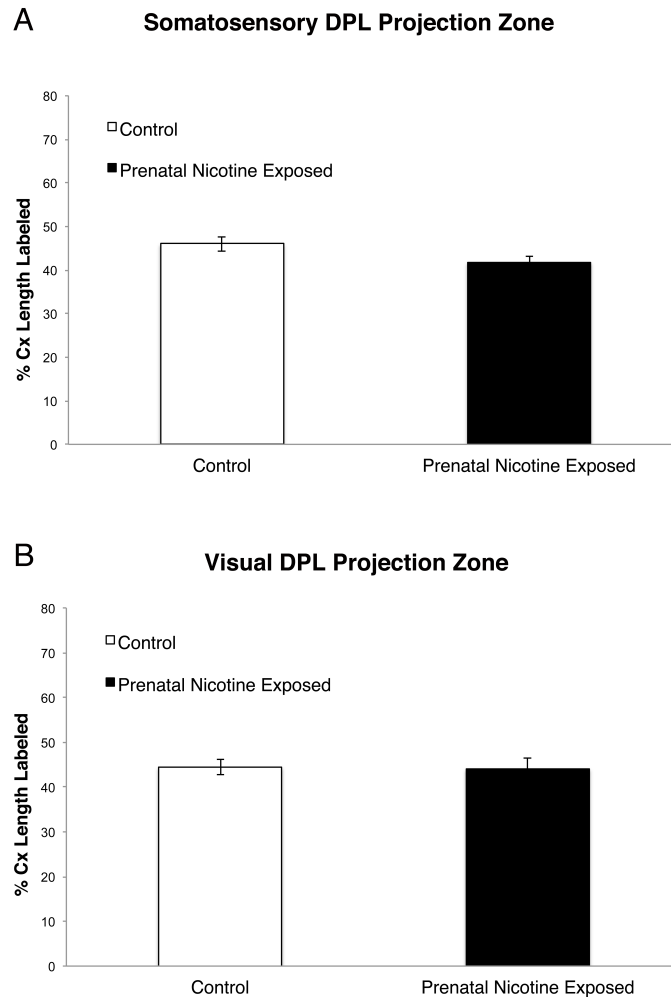 A
Somatosensory DPL Projection Zone
% Cx Length Labeled
80
70
60
50
40
30
20
10
0
Control
Prenatal Nicotine Exposed
Control Prenatal Nicotine Exposed
B
Visual DPL Projection Zone
% Cx Length Labeled
80
70
60
50
40
30
20
10
0
Control
Prenatal Nicotine Exposed
Control Prenatal Nicotine Exposed